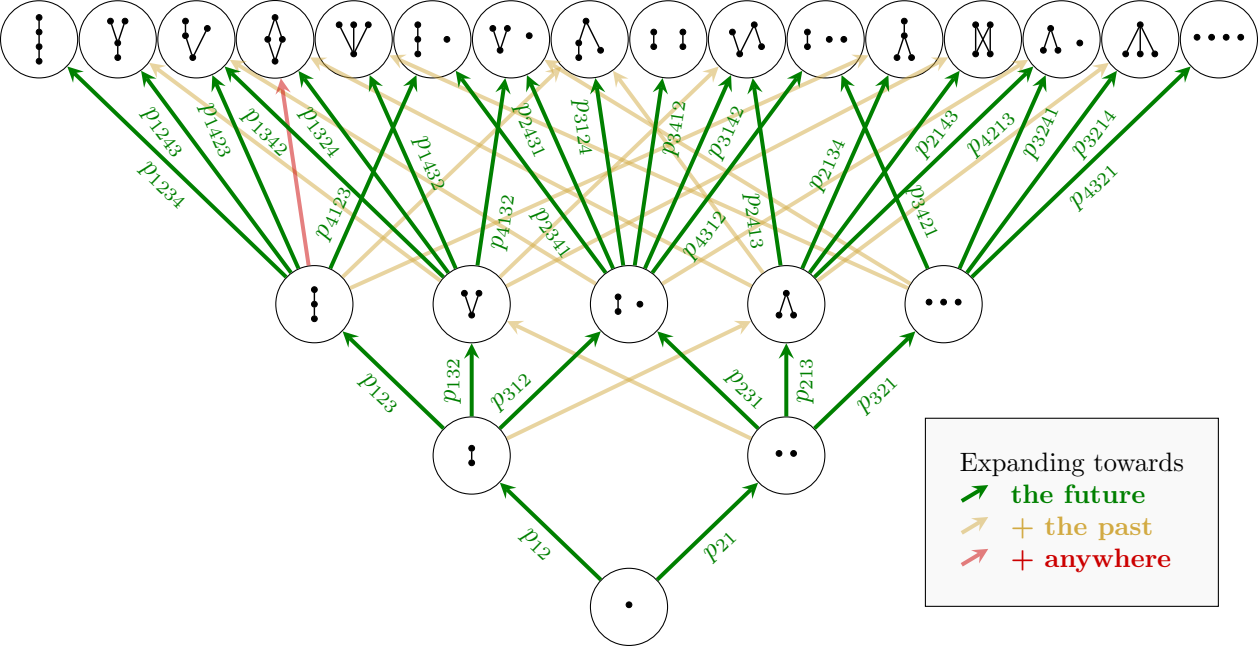 p1243
p1423
p1342
p1324
p1432
p2431
p3124
p3412
p3142
p2143
p4213
p3241
p3214
p1234
p4123
p4132
p2341
p4312
p2413
p2134
p3421
p4321
p123
p132
p312
p231
p213
p321
p12
p21
Expanding towards
the future
+ the past
+ anywhere